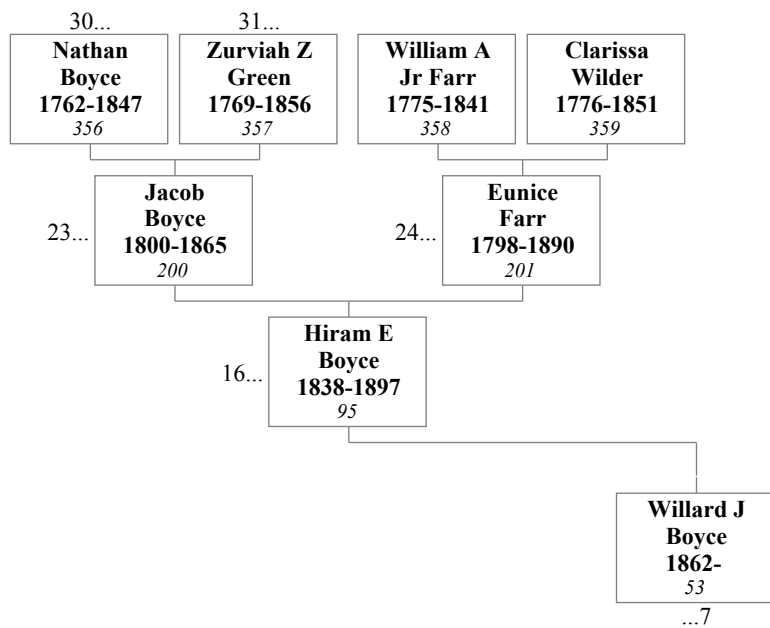 30...
31...
Nathan
Boyce
1762-1847
356
Zurviah Z
Green
1769-1856
357
William A
Jr Farr
1775-1841
358
Clarissa
Wilder
1776-1851
359
23...
Jacob
Boyce
1800-1865
200
24...
Eunice
Farr
1798-1890
201
16...
Hiram E
Boyce
1838-1897
95
Willard J
Boyce
1862-
53
...7